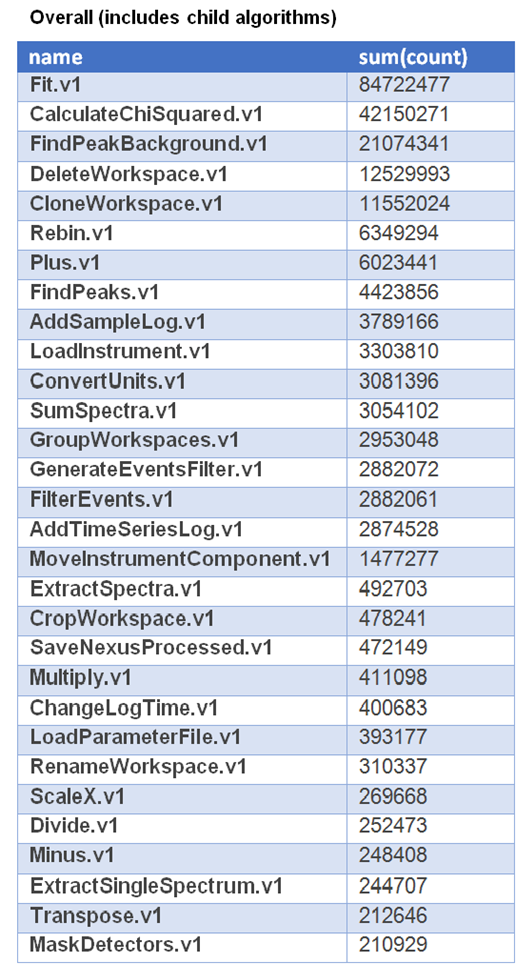 Overall (includes child algorithms)
name sum(count)
Fit.v1 84722477
CalculateChiSquared.v1 42150271
FindPeakBackground.v1 21074341
DeleteWorkspace.v1 12529993
CloneWorkspace.v1 11552024
Rebin.v1 6349294
Plus.v1 6023441
FindPeaks.v1 4423856
AddSampleLog.v1 3789166
LoadInstrument.v1 3303810
ConvertUnits.v1 3081396
SumSpectra.v1 3054102
GroupWorkspaces.v1 2953048
GenerateEventsFilter.v1 2882072
FilterEvents.v1 2882061
AddTimeSeriesLog.v1 2874528
MoveInstrumentComponent.v1 1477277
ExtractSpectra.v1 492703
CropWorkspace.v1 478241
SaveNexusProcessed.v1 472149
Multiply.v1 411098
ChangeLogTime.v1 400683
LoadParameterFile.v1 393177
RenameWorkspace.v1 310337
ScaleX.v1 269668
Divide.v1 252473
Minus.v1 248408
ExtractSingleSpectrum.v1 244707
Transpose.v1 212646
MaskDetectors.v1 210929